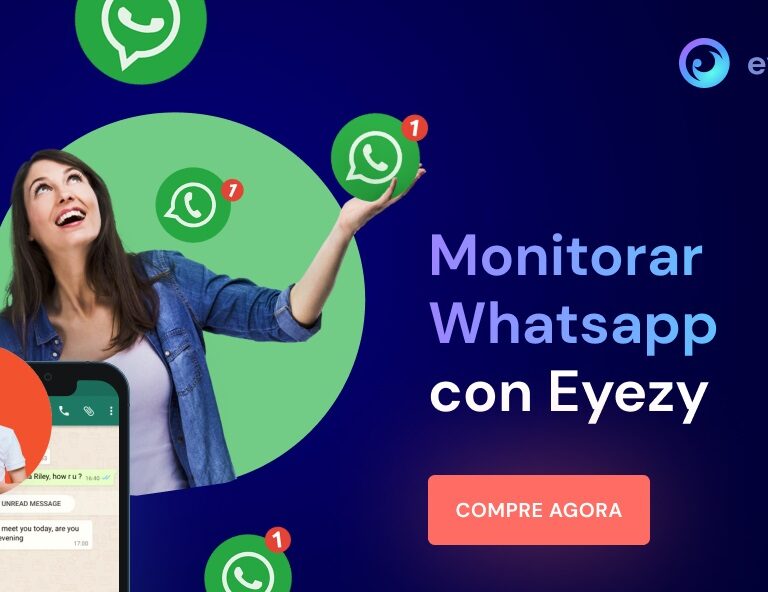 1
1
Monitorar
Whatsapp
con Eyezy
COMPRE AGORA
Riley, how r u ? 16:40
UNREAD MESSAGE
meet you today, are you
evening
17:00
1